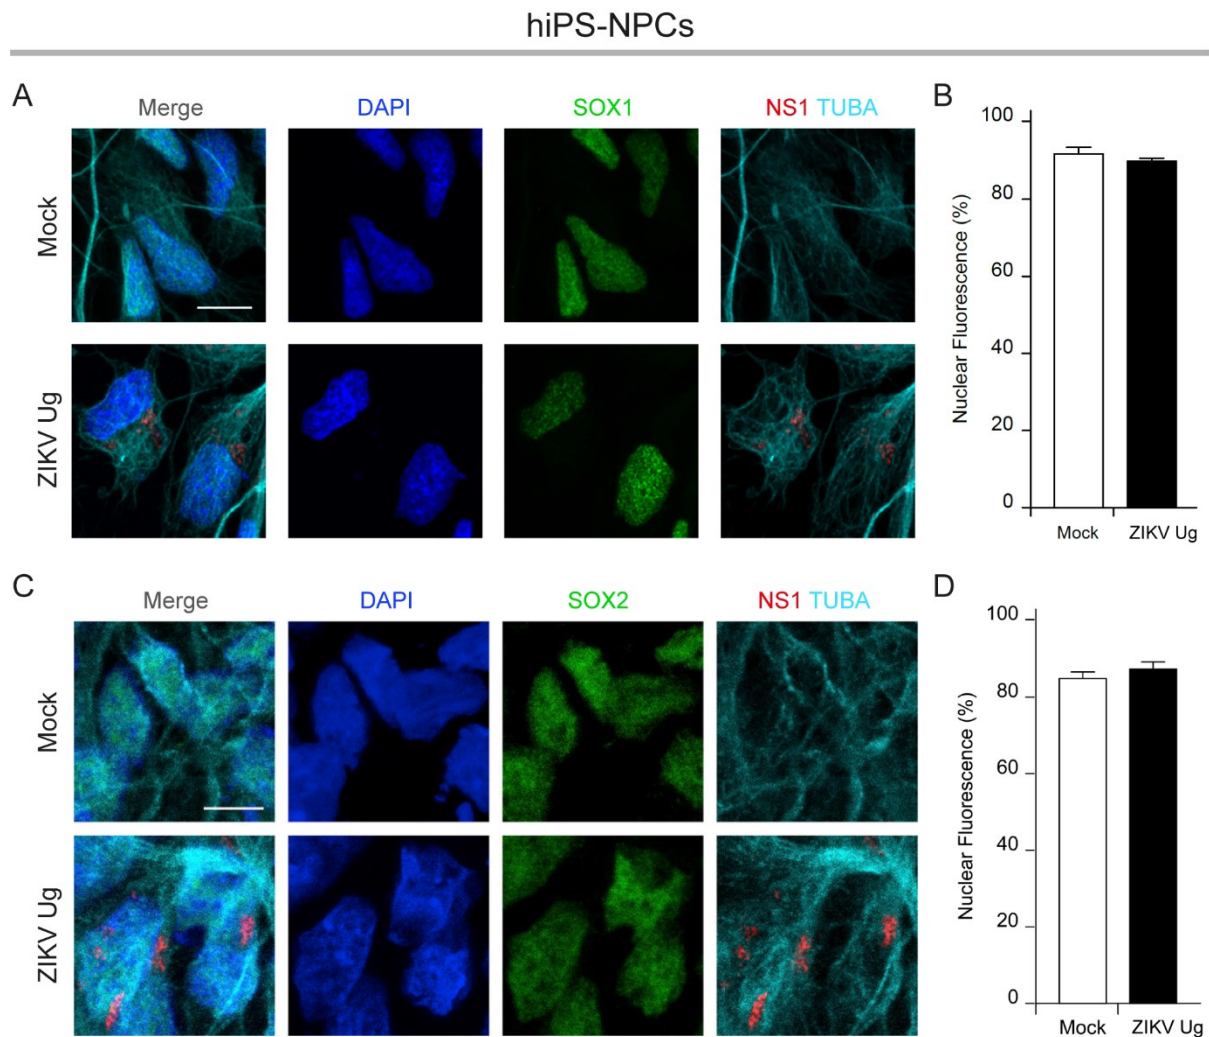 hiPS-NPCs
A
Merge
DAPI
SOX1
NS1 TUBA
Mock
ZIKV Ug
B
Nuclear Fluorescence (%)
100
80
60
40
20
0
Mock
ZIKV Ug
C
Merge
DAPI
SOX2
NS1 TUBA
Mock
ZIKV Ug
D
Nuclear Fluorescence (%)
100
80
60
40
20
0
Mock
ZIKV Ug